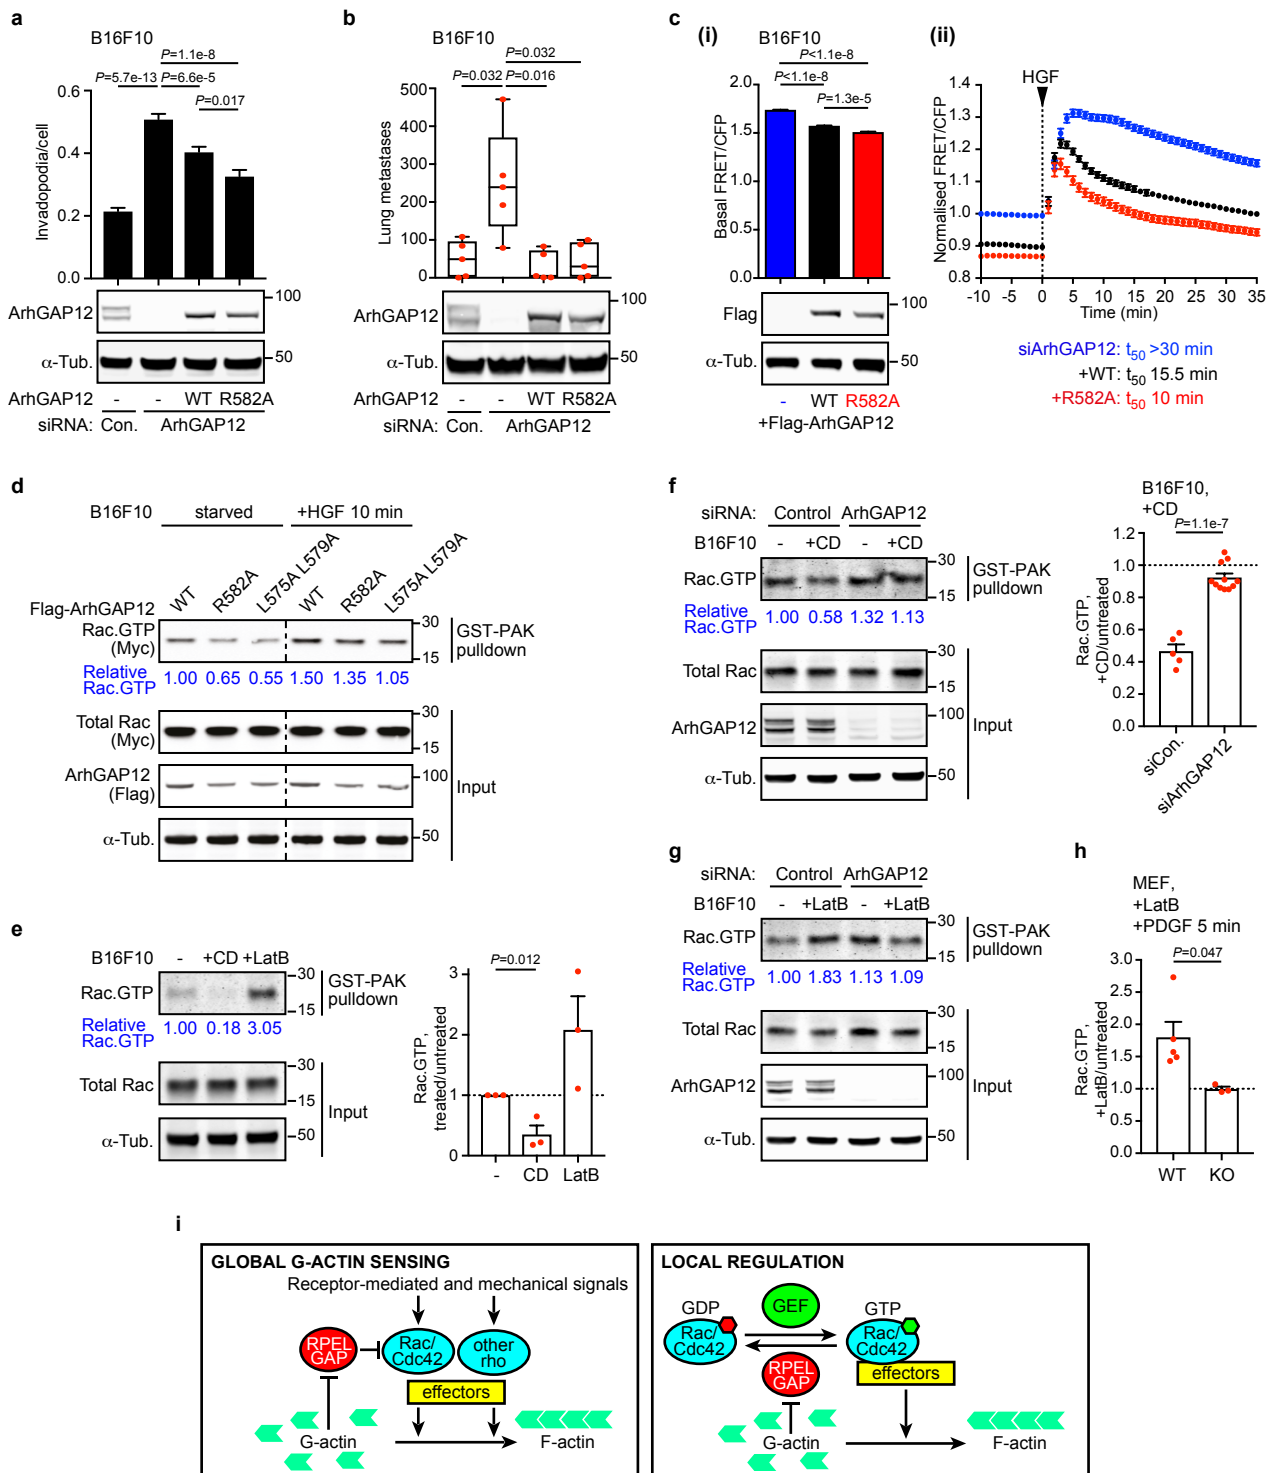 a
B16F10
P=1.1e-8
P=5.7e-13
P=6.6e-5
P=0.017
Invadopodia/cell
0.6
0.4
0.2
0.0
ArhGAP12
100
α-Tub.
50
ArhGAP12
- - WT R582A
siRNA: Con. ArhGAP12
b
B16F10
P=0.032
P=0.032
P=0.016
Lung metastases
500
400
300
200
100
0
ArhGAP12
100
α-Tub.
50
ArhGAP12
- - WT R582A
siRNA: Con. ArhGAP12
c
(i)
B16F10
P<1.1e-8
P<1.1e-8
P=1.3e-5
Basal FRET/CFP
2.0
1.5
1.0
0.5
0.0
Flag
100
α-Tub.
50
- WT R582A
+Flag-ArhGAP12
(ii)
HGF
Normalised FRET/CFP
1.4
1.3
1.2
1.1
1.0
0.9
0.8
-10 -5 0 5 10 15 20 25 30 35
Time (min)
siArhGAP12: t50 >30 min
+WT: t50 15.5 min
+R582A: t50 10 min
d
B16F10 starved +HGF 10 min
Flag-ArhGAP12
WT R582A L575A L579A WT R582A L575A L579A
Rac.GTP
(Myc)
30
15
GST-PAK
pulldown
Relative
Rac.GTP
1.00 0.65 0.55 1.50 1.35 1.05
Total Rac
(Myc)
30
15
ArhGAP12
(Flag)
100
Input
α-Tub.
50
e
B16F10 - +CD +LatB
Rac.GTP
30
15
GST-PAK
pulldown
Relative
Rac.GTP
1.00 0.18 3.05
Total Rac
30
15
Input
α-Tub.
50
P=0.012
Rac.GTP,
treated/untreated
3
2
1
0
- CD LatB
f
siRNA: Control ArhGAP12
B16F10 - +CD - +CD
Rac.GTP
30
15
GST-PAK
pulldown
Relative
Rac.GTP
1.00 0.58 1.32 1.13
Total Rac
30
15
ArhGAP12
100
Input
α-Tub.
50
B16F10,
+CD
P=1.1e-7
Rac.GTP,
+CD/untreated
1.2
1.0
0.8
0.6
0.4
0.2
0.0
siCon.
siArhGAP12
g
siRNA: Control ArhGAP12
B16F10 - +LatB - +LatB
Rac.GTP
30
15
GST-PAK
pulldown
Relative
Rac.GTP
1.00 1.83 1.13 1.09
Total Rac
30
15
ArhGAP12
100
Input
α-Tub.
50
h
MEF,
+LatB
+PDGF 5 min
P=0.047
Rac.GTP,
+LatB/untreated
3.0
2.5
2.0
1.5
1.0
0.5
0.0
WT KO
i
GLOBAL G-ACTIN SENSING
Receptor-mediated and mechanical signals
RPEL
GAP
Rac/
Cdc42
other
rho
effectors
G-actin
F-actin
LOCAL REGULATION
GDP
GEF
GTP
Rac/
Cdc42
Rac/
Cdc42
RPEL
GAP
effectors
G-actin
F-actin